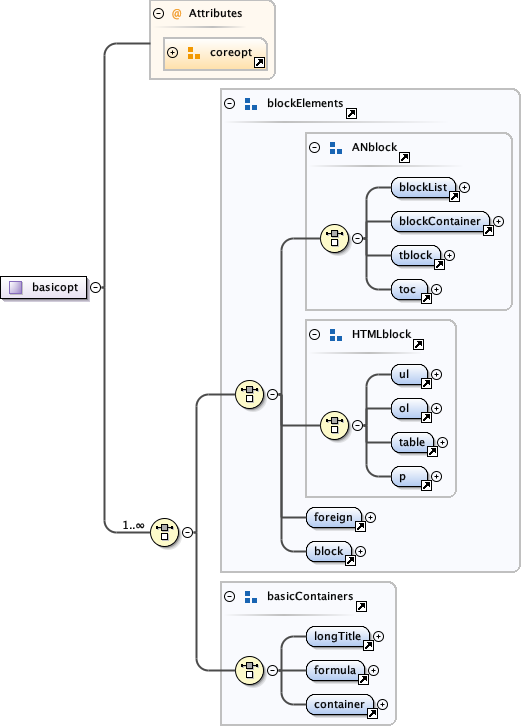 @ Attributes
coreopt
blockElements
ANblock
blockList
blockContainer
tblock
toc
basicopt
HTMLblock
ul
ol
table
p
1..∞
foreign
block
basicContainers
longTitle
formula
container